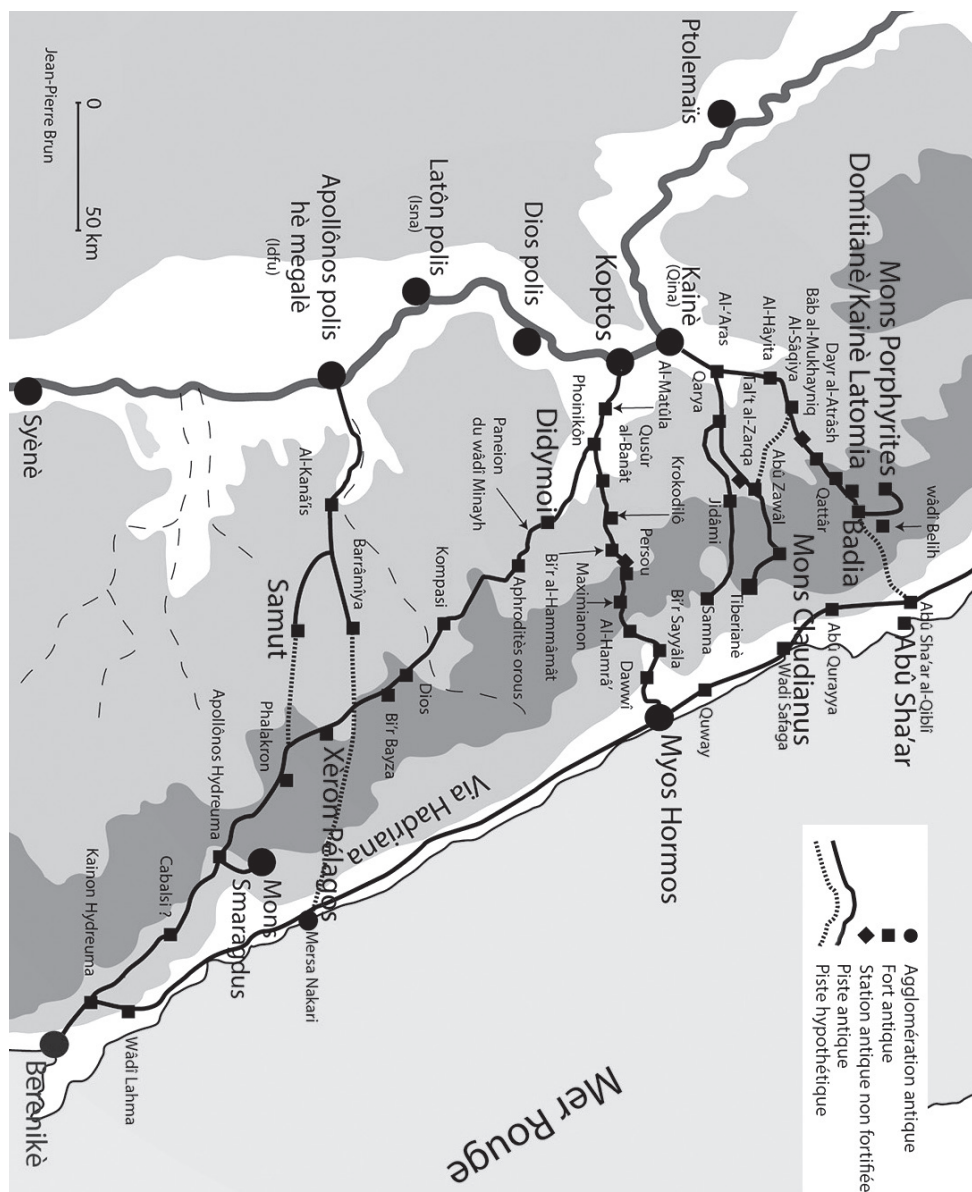 Ptolemaïs
Mons Porphyrites
Domitianè/Kainè Latomia
Dayr al-Atrâsh
Bâb al-Mukhayniq
Al-Sâqiya
Al-Hâyita
Al-'Aras
Kainè
(Qina)
Qattâr
Badia
wâdi Belih
Abû Sha'ar al-Qiblî
Abû Sha'ar
Qarya
Tal't al-Zarqa
Abû Zawâl
Mons Claudianus
Abû Qurayya
Wadi Safaga
Jidâmi
Tiberianè
Samna
Al-Matûla
Koptos
Phoinikôn
Qusûr
al-Banât
Krokodilô
Persou
Bi'r Sayyâla
Quway
Myos Hormos
Dawwî
Al-Hamrâ'
Maximianon
Bi'r al-Hammâmât
Dios polis
Didymoi
Paneion
du wâdi Minayh
Aphroditès orous
Latôn polis
(Isna)
Kompasi
Dios
Bi'r Bayza
Via Hadriana
Apollônos polis
hè megalè
(Idfu)
Al-Kanâ'is
Barrâmîya
Samut
Xèron Pélagos
Phalakron
Apollônos Hydreuma
Mons
Smaragdus
Mersa Nakari
Cabalsi ?
Kainon Hydreuma
Wâdî Lahma
Bérénikè
Syènè
Mer Rouge
0
50 km
Jean-Pierre Brun
Agglomération antique
Fort antique
Station antique non fortifiée
Piste antique
Piste hypothétique